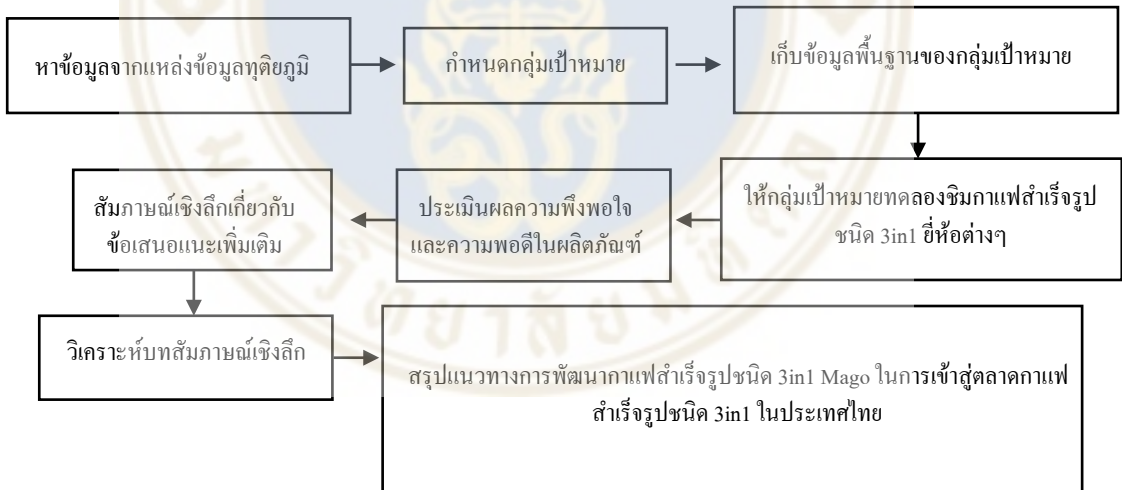 หาข้อมูลจากแหล่งข้อมูลทุติยภูมิ
กำหนดกลุ่มเป้าหมาย
เก็บข้อมูลพื้นฐานของกลุ่มเป้าหมาย
ให้กลุ่มเป้าหมายทดลองชิมกาแฟสำเร็จรูป
ชนิด 3in1 ยี่ห้อต่างๆ
ประเมินผลความพึงพอใจ
และความพอดีในผลิตภัณฑ์
สัมภาษณ์เชิงลึกเกี่ยวกับ
ข้อเสนอแนะเพิ่มเติม
วิเคราะห์บทสัมภาษณ์เชิงลึก
สรุปแนวทางการพัฒนากาแฟสำเร็จรูปชนิด 3in1 Mago ในการเข้าสู่ตลาดกาแฟ
สำเร็จรูปชนิด 3in1 ในประเทศไทย